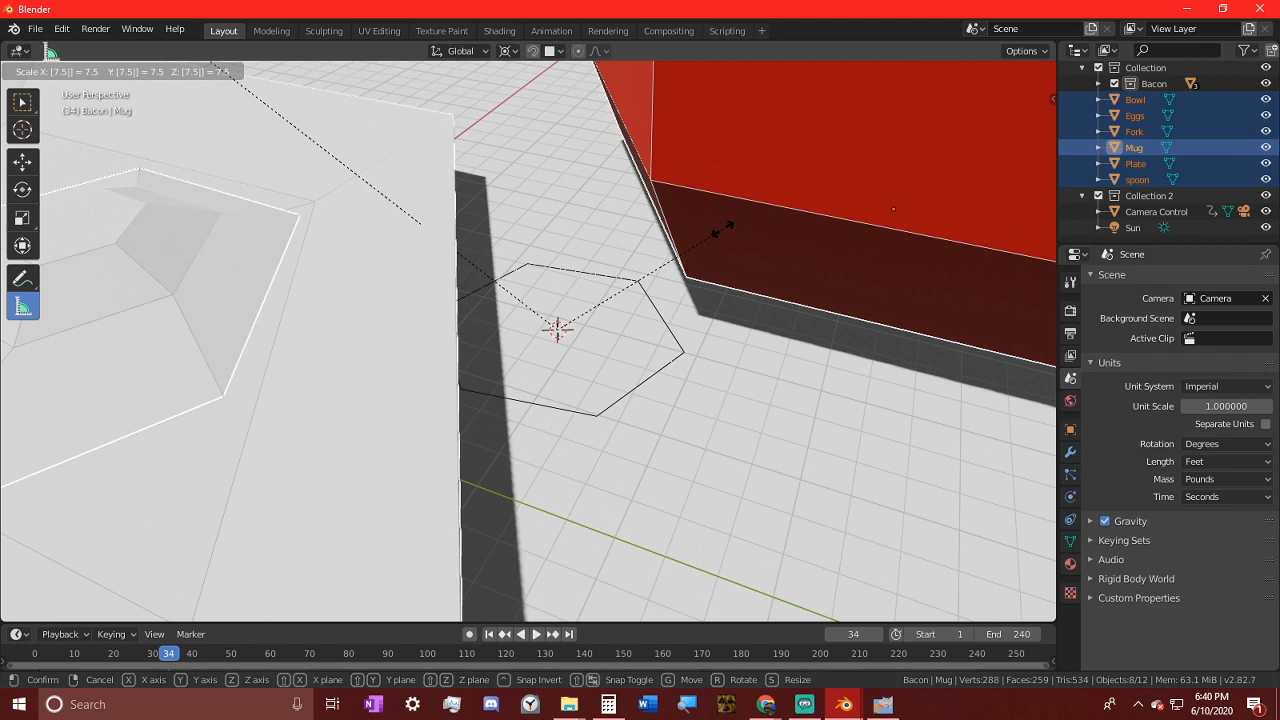 Blender
File Edit Render Window Help Layout Modeling Sculpting UV Editing Texture Paint Shading Animation Rendering Compositing Scripting + Scene View Layer
Global Options
Scale X: [7.5|] = 7.5 Y: [7.5|] = 7.5 Z: [7.5|] = 7.5
User Perspective
(34) Bacon | Mug
Collection
Bacon 3
Bowl
Eggs
Fork
Mug
Plate
spoon
Collection 2
Camera Control
Sun
Scene
Scene
Camera Camera
Background Scene
Active Clip
Units
Unit System Imperial
Unit Scale 1.000000
Separate Units
Rotation Degrees
Length Feet
Mass Pounds
Time Seconds
Gravity
Keying Sets
Audio
Rigid Body World
Custom Properties
Playback Keying View Marker 34 Start 1 End 240
0 10 20 30 34 40 50 60 70 80 90 100 110 120 130 140 150 160 170 180 190 200 210 220 230 240 250
Confirm Cancel X X axis Y Y axis Z Z axis X X plane Y Y plane Z Z plane Snap Invert Snap Toggle G Move R Rotate S Resize Bacon | Mug | Verts:288 | Faces:259 | Tris:534 | Objects:8/12 | Mem: 63.1 MiB | v2.82.7
Search 6:40 PM
6/10/2020 1